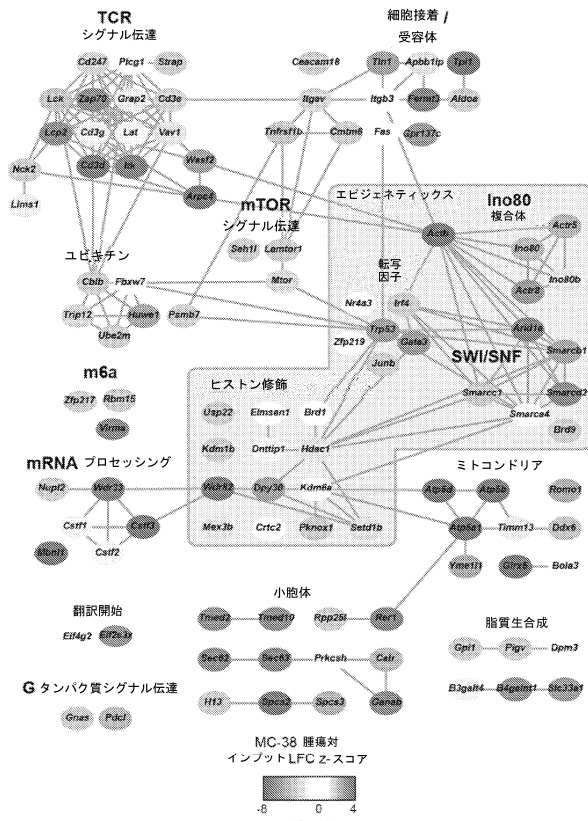 TCR
シグナル伝達
Cd247 Plcg1 Strap
Lck Zap70 Grap2 Cd3e
Lcp2 Cd3g Lat Vav1
Cd3d Itk Wasf2
Nck2 Arpc4
Lims1
細胞接着 /
受容体
Ceacam18 Tln1 Apbb1ip Tpi1
Itgav Itgb3 Fermt3 Aldoa
Tnfrsf1b Cmtm6 Fas Gpr137c
mTOR
シグナル伝達
Seh1l Lamtor1
Mtor
ユビキチン
Cblb Fbxw7
Trip12 Huwe1 Psmb7
Ube2m
エピジェネティックス
Ino80
複合体
Actb Actr5
Ino80
Ino80b
Actr8
転写
因子
Nr4a3 Irf4
Zfp219 Trp53 Gata3
Junb
SWI/SNF
Arid1a Smarcb1
Smarcc1 Smarcd2
Smarca4
Brd9
m6a
Zfp217 Rbm15
Virma
ヒストン修飾
Usp22 Elmsan1 Brd1
Kdm1b Dnttip1 Hdac1
Wdr82 Dpy30 Kdm6a
Mex3b Crtc2 Pknox1 Setd1b
mRNA プロセッシング
Nupl2 Wdr33
Cstf1 Cstf3
Mbnl1 Cstf2
ミトコンドリア
Atp5d Atp5b Romo1
Atp5a1 Timm13 Ddx6
Yme1l1 Glrx5 Bola3
翻訳開始
Eif4g2 Eif2s3x
小胞体
Tmed2 Tmed10 Rpp25l Rer1
Sec62 Sec63 Prkcsh Calr
H13 Spcs2 Spcs3 Ganab
脂質生合成
Gpi1 Pigv Dpm3
B3galt4 B4galnt1 Slc33a1
G タンパク質シグナル伝達
Gnas Pdcl
MC-38 腫瘍対
インプット LFC z-スコア
-8 0 4